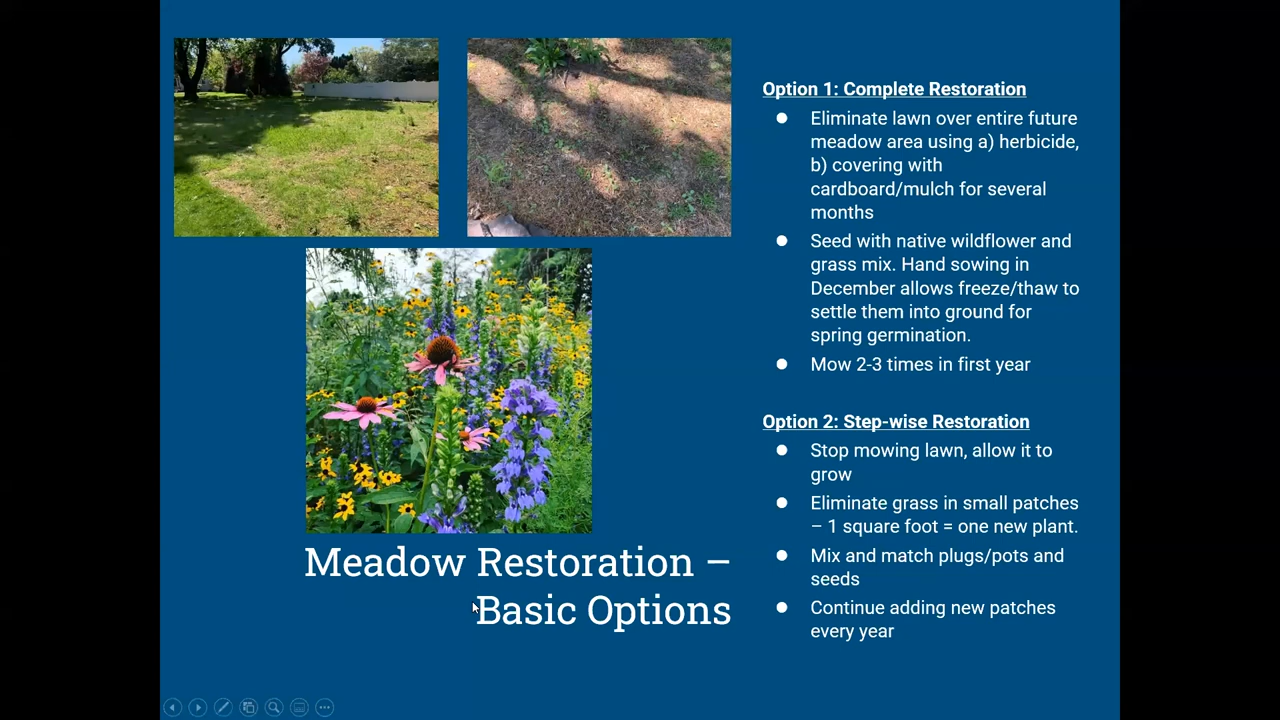 Option 1: Complete Restoration
● Eliminate lawn over entire future
meadow area using a) herbicide,
b) covering with
cardboard/mulch for several
months
● Seed with native wildflower and
grass mix. Hand sowing in
December allows freeze/thaw to
settle them into ground for
spring germination.
● Mow 2-3 times in first year
Option 2: Step-wise Restoration
● Stop mowing lawn, allow it to
grow
● Eliminate grass in small patches
– 1 square foot = one new plant.
● Mix and match plugs/pots and
seeds
● Continue adding new patches
every year
Meadow Restoration –
Basic Options